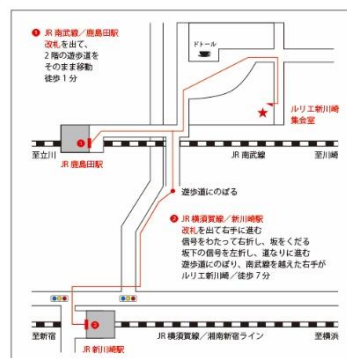 ❶ JR 南武線／鹿島田駅
改札を出て、
2階の遊歩道を
そのまま移動
徒歩1分
ドトール
ルリエ新川崎
集会室
❶
至立川
JR 鹿島田駅
JR 南武線
至川崎
遊歩道にのぼる
❷ JR 横須賀線／新川崎駅
改札を出て右手に進む
信号をわたって右折し、坂をくだる
坂下の信号を左折し、道なりに進む
遊歩道にのぼり、南武線を越えた右手が
ルリエ新川崎／徒歩7分
❷
至新宿
JR 新川崎駅
JR 横須賀線／湘南新宿ライン
至横浜